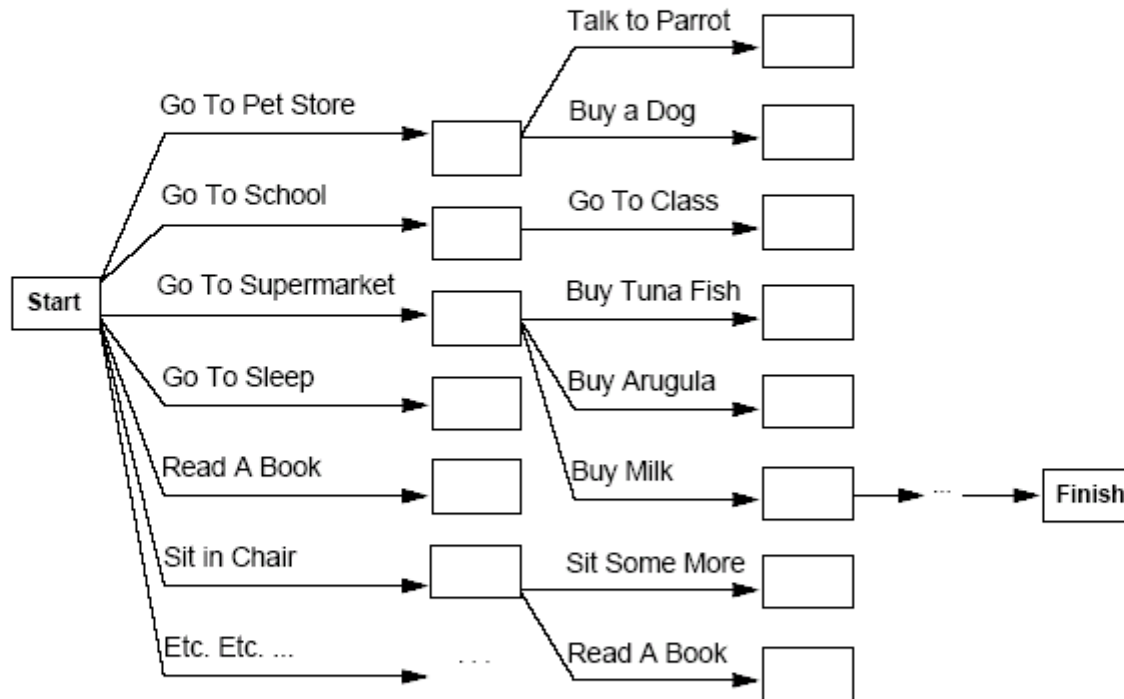 Talk to Parrot
Go To Pet Store
Buy a Dog
Go To School
Go To Class
Start
Go To Supermarket
Buy Tuna Fish
Go To Sleep
Buy Arugula
Read A Book
Buy Milk
...
Finish
Sit in Chair
Sit Some More
Etc. Etc. ...
. . .
Read A Book